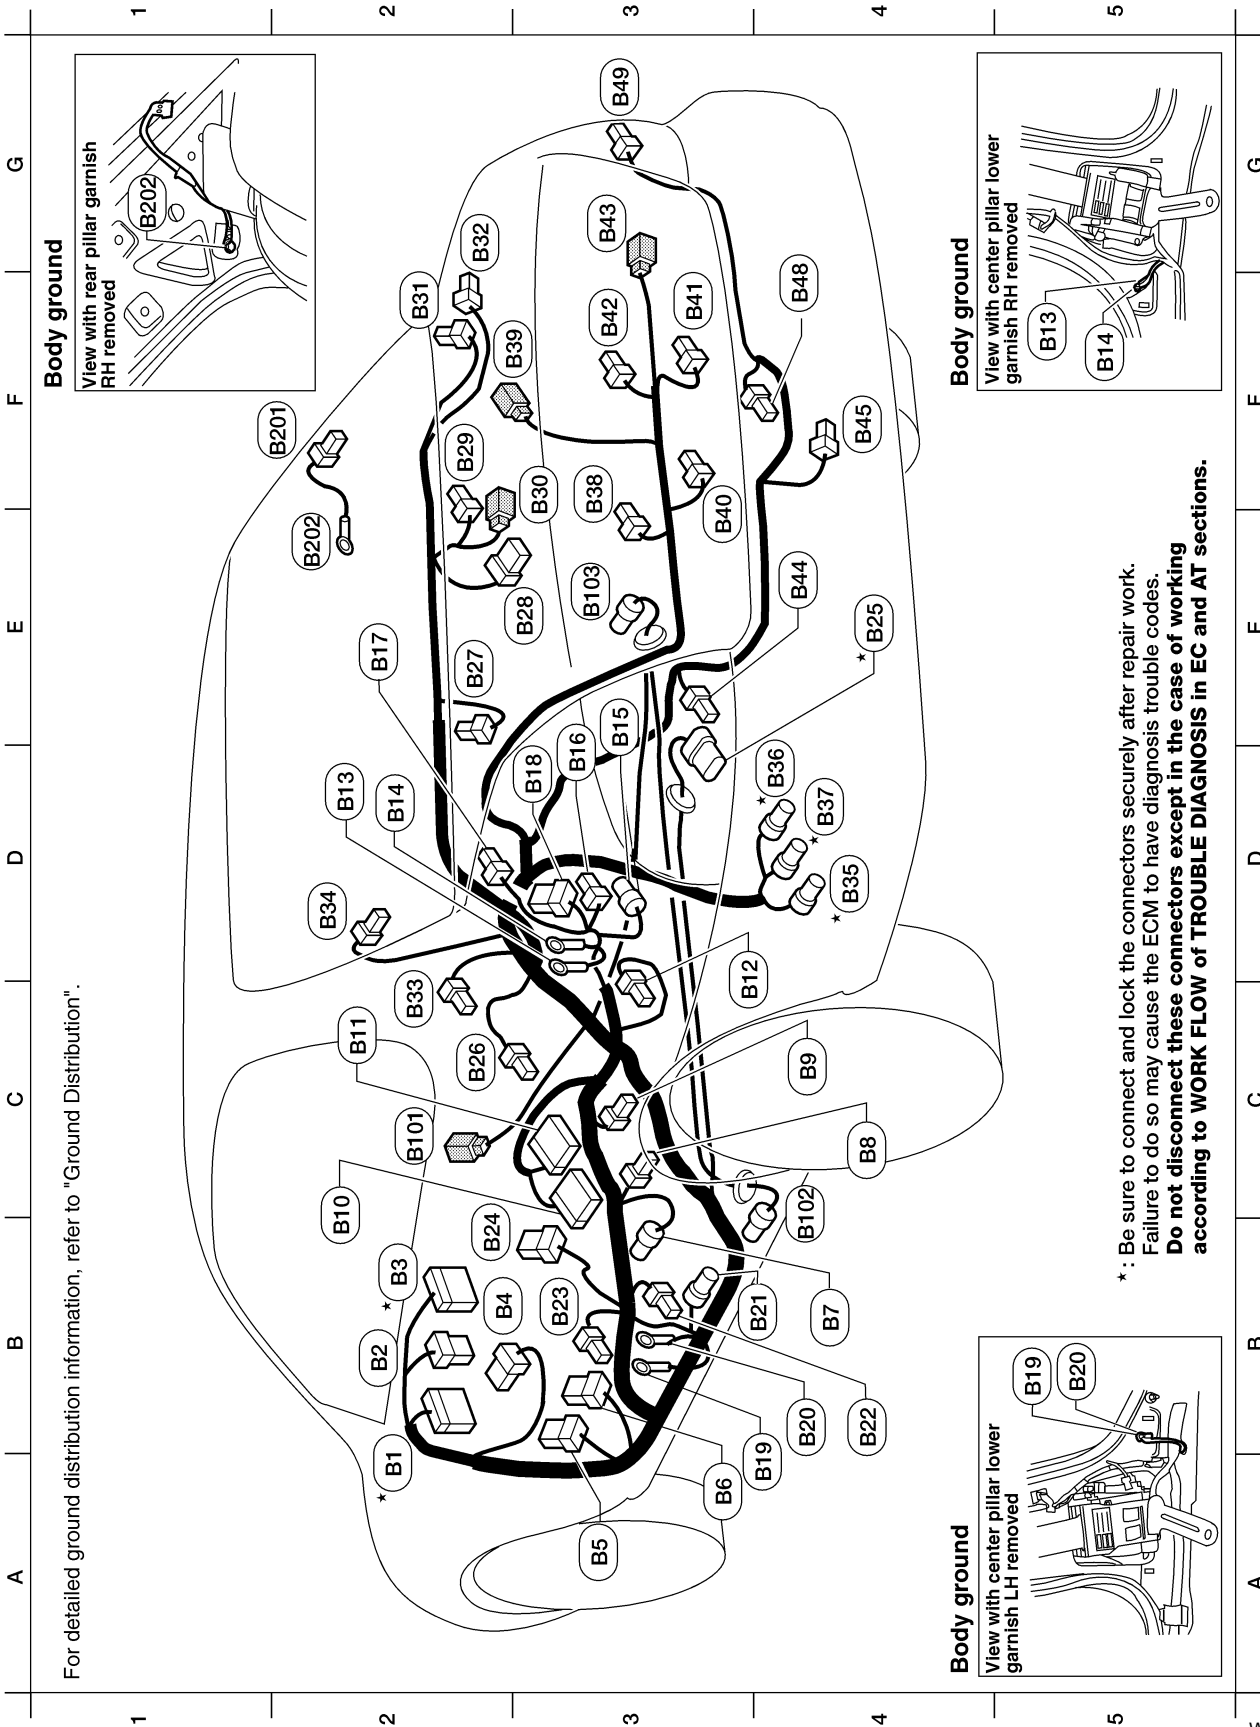 For detailed ground distribution information, refer to "Ground Distribution".
1
2
3
4
5
1
2
3
4
5
A
B
C
D
E
F
G
A
B
C
D
E
F
G
Body ground
View with rear pillar garnish
RH removed
B202
B201
B202
B31
B32
B29
B30
B39
B28
B17
B27
B13
B14
B34
B18
B16
B15
B33
B26
B11
B101
B10
B24
★ B3
B4
B2
B23
★ B1
B49
B43
B42
B41
B48
B38
B40
B45
B103
B44
★ B25
★ B36
★ B37
★ B35
B12
B9
B8
B102
B21
B7
B22
B20
B19
B6
B5
Body ground
View with center pillar lower
garnish LH removed
B19
B20
Body ground
View with center pillar lower
garnish RH removed
B13
B14
★: Be sure to connect and lock the connectors securely after repair work.
Failure to do so may cause the ECM to have diagnosis trouble codes.
Do not disconnect these connectors except in the case of working
according to WORK FLOW of TROUBLE DIAGNOSIS in EC and AT sections.